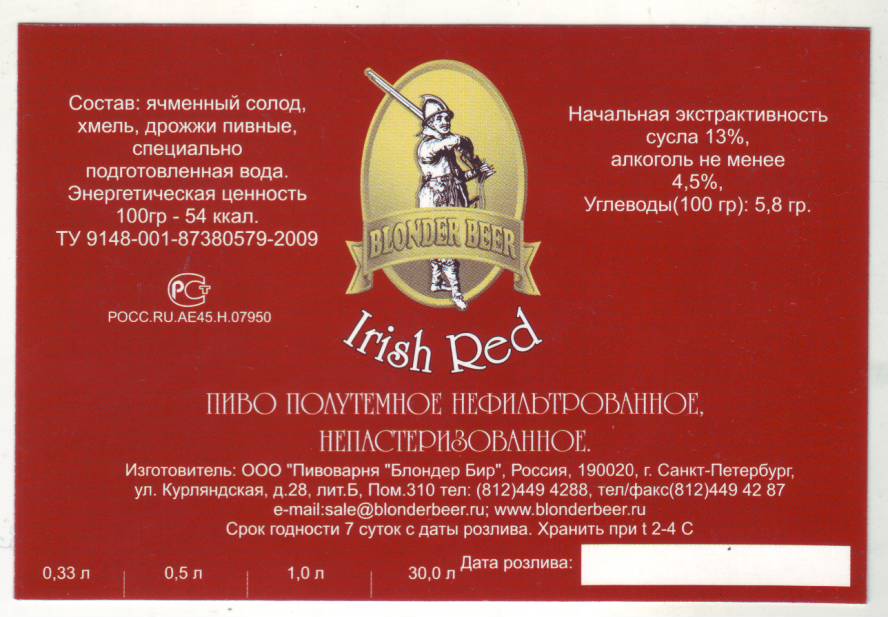 Состав: ячменный солод,
хмель, дрожжи пивные,
специально
подготовленная вода.
Энергетическая ценность
100гр - 54 ккал.
ТУ 9148-001-87380579-2009
РСТ
РОСС.RU.АЕ45.Н.07950
BLONDER BEER
Irish Red
Начальная экстрактивность
сусла 13%,
алкоголь не менее
4,5%,
Углеводы(100 гр): 5,8 гр.
ПИВО ПОЛУТЕМНОЕ НЕФИЛЬТРОВАННОЕ,
НЕПАСТЕРИЗОВАННОЕ.
Изготовитель: ООО "Пивоварня "Блондер Бир", Россия, 190020, г. Санкт-Петербург,
ул. Курляндская, д.28, лит.Б, Пом.310 тел: (812)449 4288, тел/факс(812)449 42 87
e-mail:sale@blonderbeer.ru; www.blonderbeer.ru
Срок годности 7 суток с даты розлива. Хранить при t 2-4 С
0,33 л 0,5 л 1,0 л 30,0 л Дата розлива: